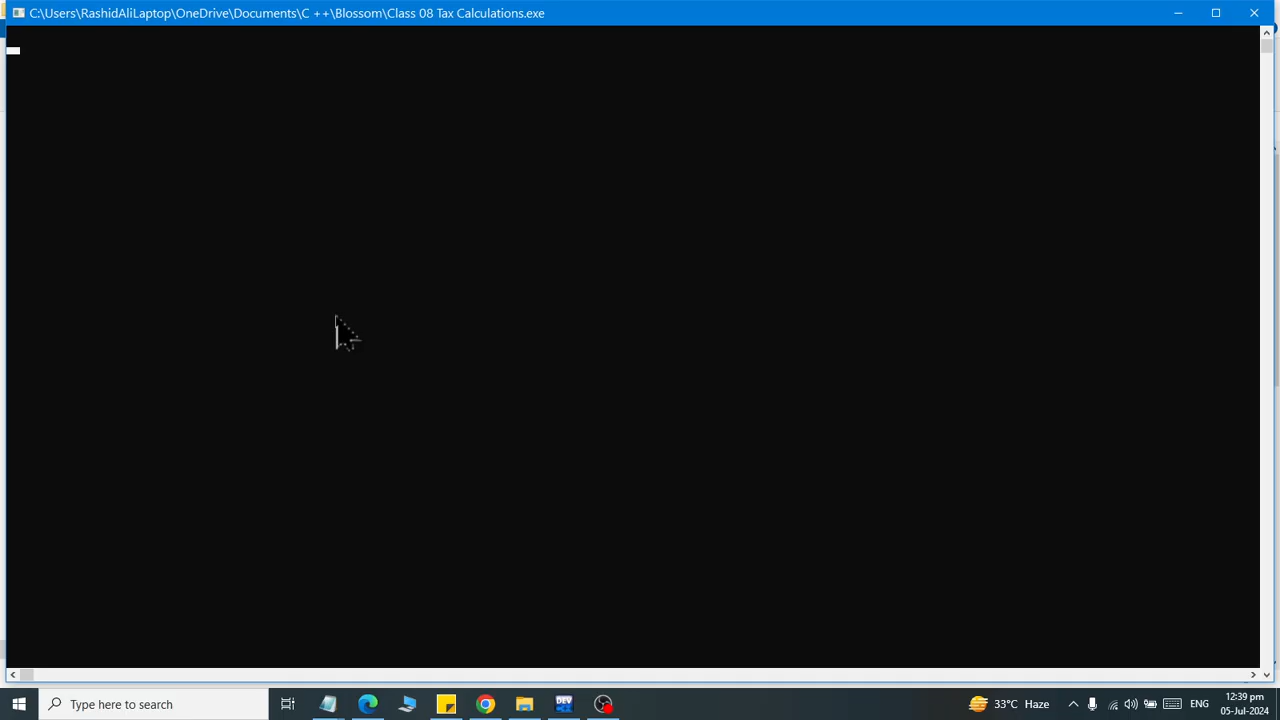 C:\Users\RashidAliLaptop\OneDrive\Documents\C ++\Blossom\Class 08 Tax Calculations.exe
Type here to search
DEV
33°C Haze
ENG
12:39 pm
05-Jul-2024